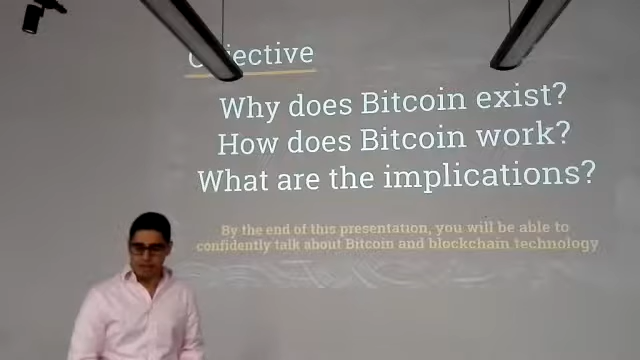 Objective
Why does Bitcoin exist?
How does Bitcoin work?
What are the implications?
By the end of this presentation, you will be able to
confidently talk about Bitcoin and blockchain technology